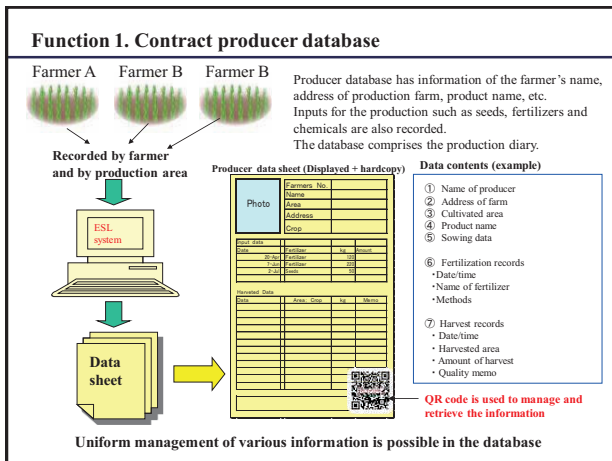 Function 1. Contract producer database
Farmer A Farmer B Farmer B
Producer database has information of the farmer's name,
address of production farm, product name, etc.
Inputs for the production such as seeds, fertilizers and
chemicals are also recorded.
The database comprises the production diary.
Recorded by farmer
and by production area
ESL
system
Data
sheet
Producer data sheet (Displayed + hardcopy)
Photo
Farmers No.
Name
Area
Address
Crop
Input data
Date Fertilizer kg Amount
20-Apr Fertilizer 120
7-Jun Fertilizer 220
2-Jul Seeds 50
Harvested Data
Data Area: Crop kg Memo
Data contents (example)
① Name of producer
② Address of farm
③ Cultivated area
④ Product name
⑤ Sowing data
⑥ Fertilization records
・Date/time
・Name of fertilizer
・Methods
⑦ Harvest records
・Date/time
・Harvested area
・Amount of harvest
・Quality memo
QR code is used to manage and
retrieve the information
Uniform management of various information is possible in the database